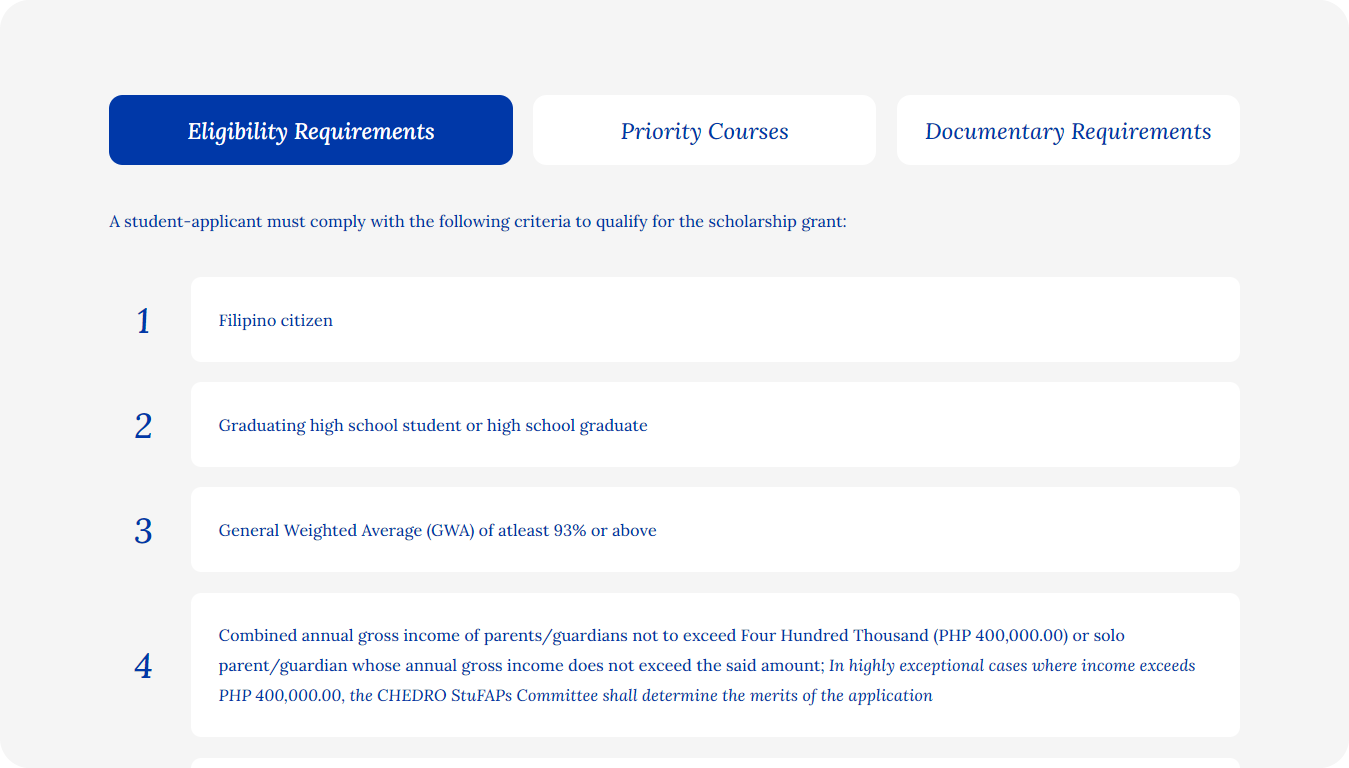 Eligibility Requirements
Priority Courses
Documentary Requirements
A student-applicant must comply with the following criteria to qualify for the scholarship grant:
1
Filipino citizen
2
Graduating high school student or high school graduate
3
General Weighted Average (GWA) of atleast 93% or above
4
Combined annual gross income of parents/guardians not to exceed Four Hundred Thousand (PHP 400,000.00) or solo
parent/guardian whose annual gross income does not exceed the said amount; In highly exceptional cases where income exceeds
PHP 400,000.00, the CHEDRO StuFAPs Committee shall determine the merits of the application